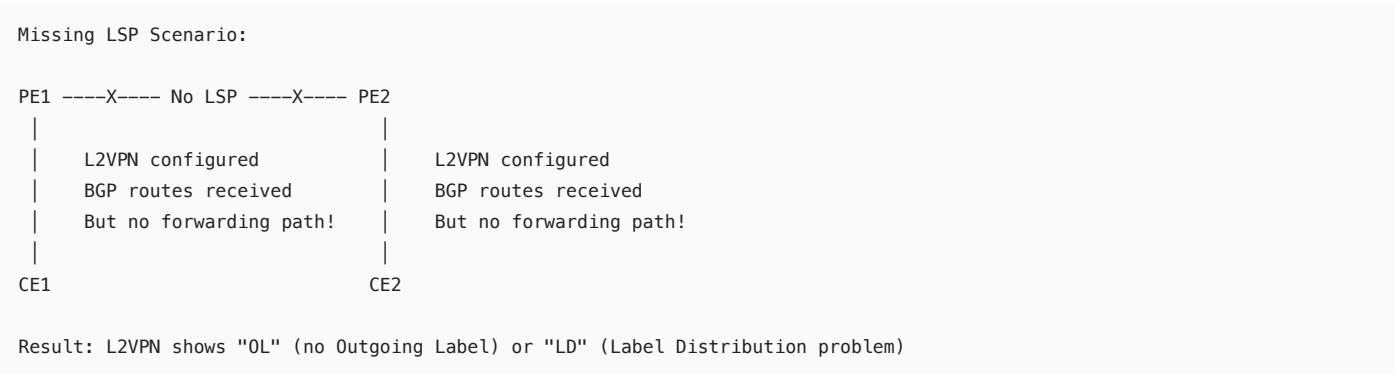 Missing LSP Scenario:
PE1 ----X---- No LSP ----X---- PE2
| |
| L2VPN configured | L2VPN configured
| BGP routes received | BGP routes received
| But no forwarding path! | But no forwarding path!
| |
CE1 CE2
Result: L2VPN shows "OL" (no Outgoing Label) or "LD" (Label Distribution problem)